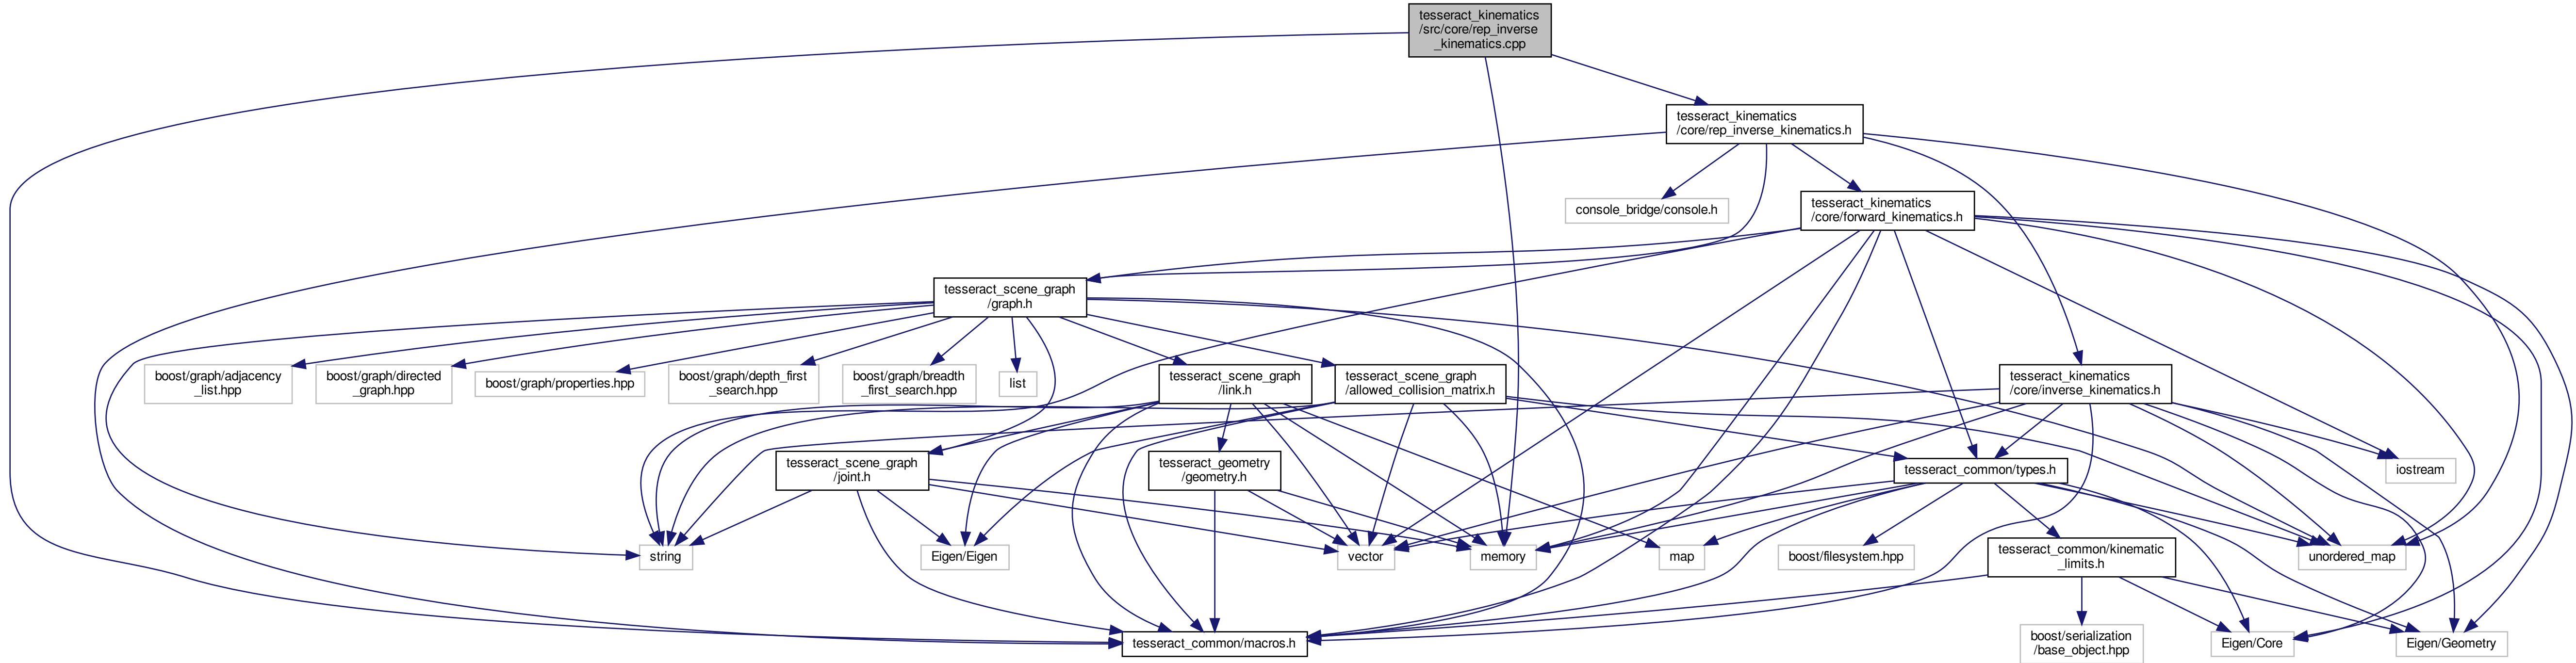 tesseract_kinematics
/src/core/rep_inverse
_kinematics.cpp
tesseract_kinematics
/core/rep_inverse_kinematics.h
console_bridge/console.h
tesseract_kinematics
/core/forward_kinematics.h
tesseract_scene_graph
/graph.h
boost/graph/adjacency
_list.hpp
boost/graph/directed
_graph.hpp
boost/graph/properties.hpp
boost/graph/depth_first
_search.hpp
boost/graph/breadth
_first_search.hpp
list
tesseract_scene_graph
/link.h
tesseract_scene_graph
/allowed_collision_matrix.h
tesseract_kinematics
/core/inverse_kinematics.h
tesseract_scene_graph
/joint.h
tesseract_geometry
/geometry.h
tesseract_common/types.h
iostream
string
Eigen/Eigen
vector
memory
map
boost/filesystem.hpp
tesseract_common/kinematic
_limits.h
unordered_map
tesseract_common/macros.h
boost/serialization
/base_object.hpp
Eigen/Core
Eigen/Geometry